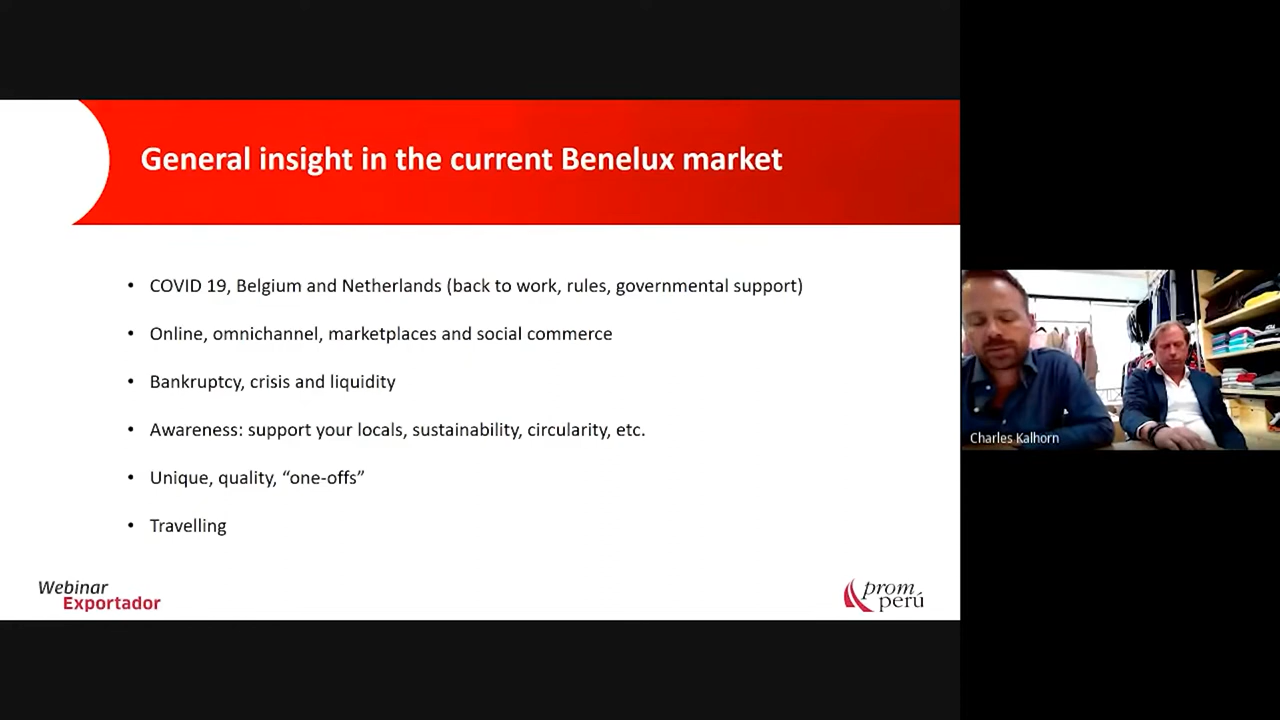 General insight in the current Benelux market
• COVID 19, Belgium and Netherlands (back to work, rules, governmental support)
• Online, omnichannel, marketplaces and social commerce
• Bankruptcy, crisis and liquidity
• Awareness: support your locals, sustainability, circularity, etc.
• Unique, quality, “one-offs”
• Travelling
Webinar
Exportador
prom
perú
Charles Kalhorn